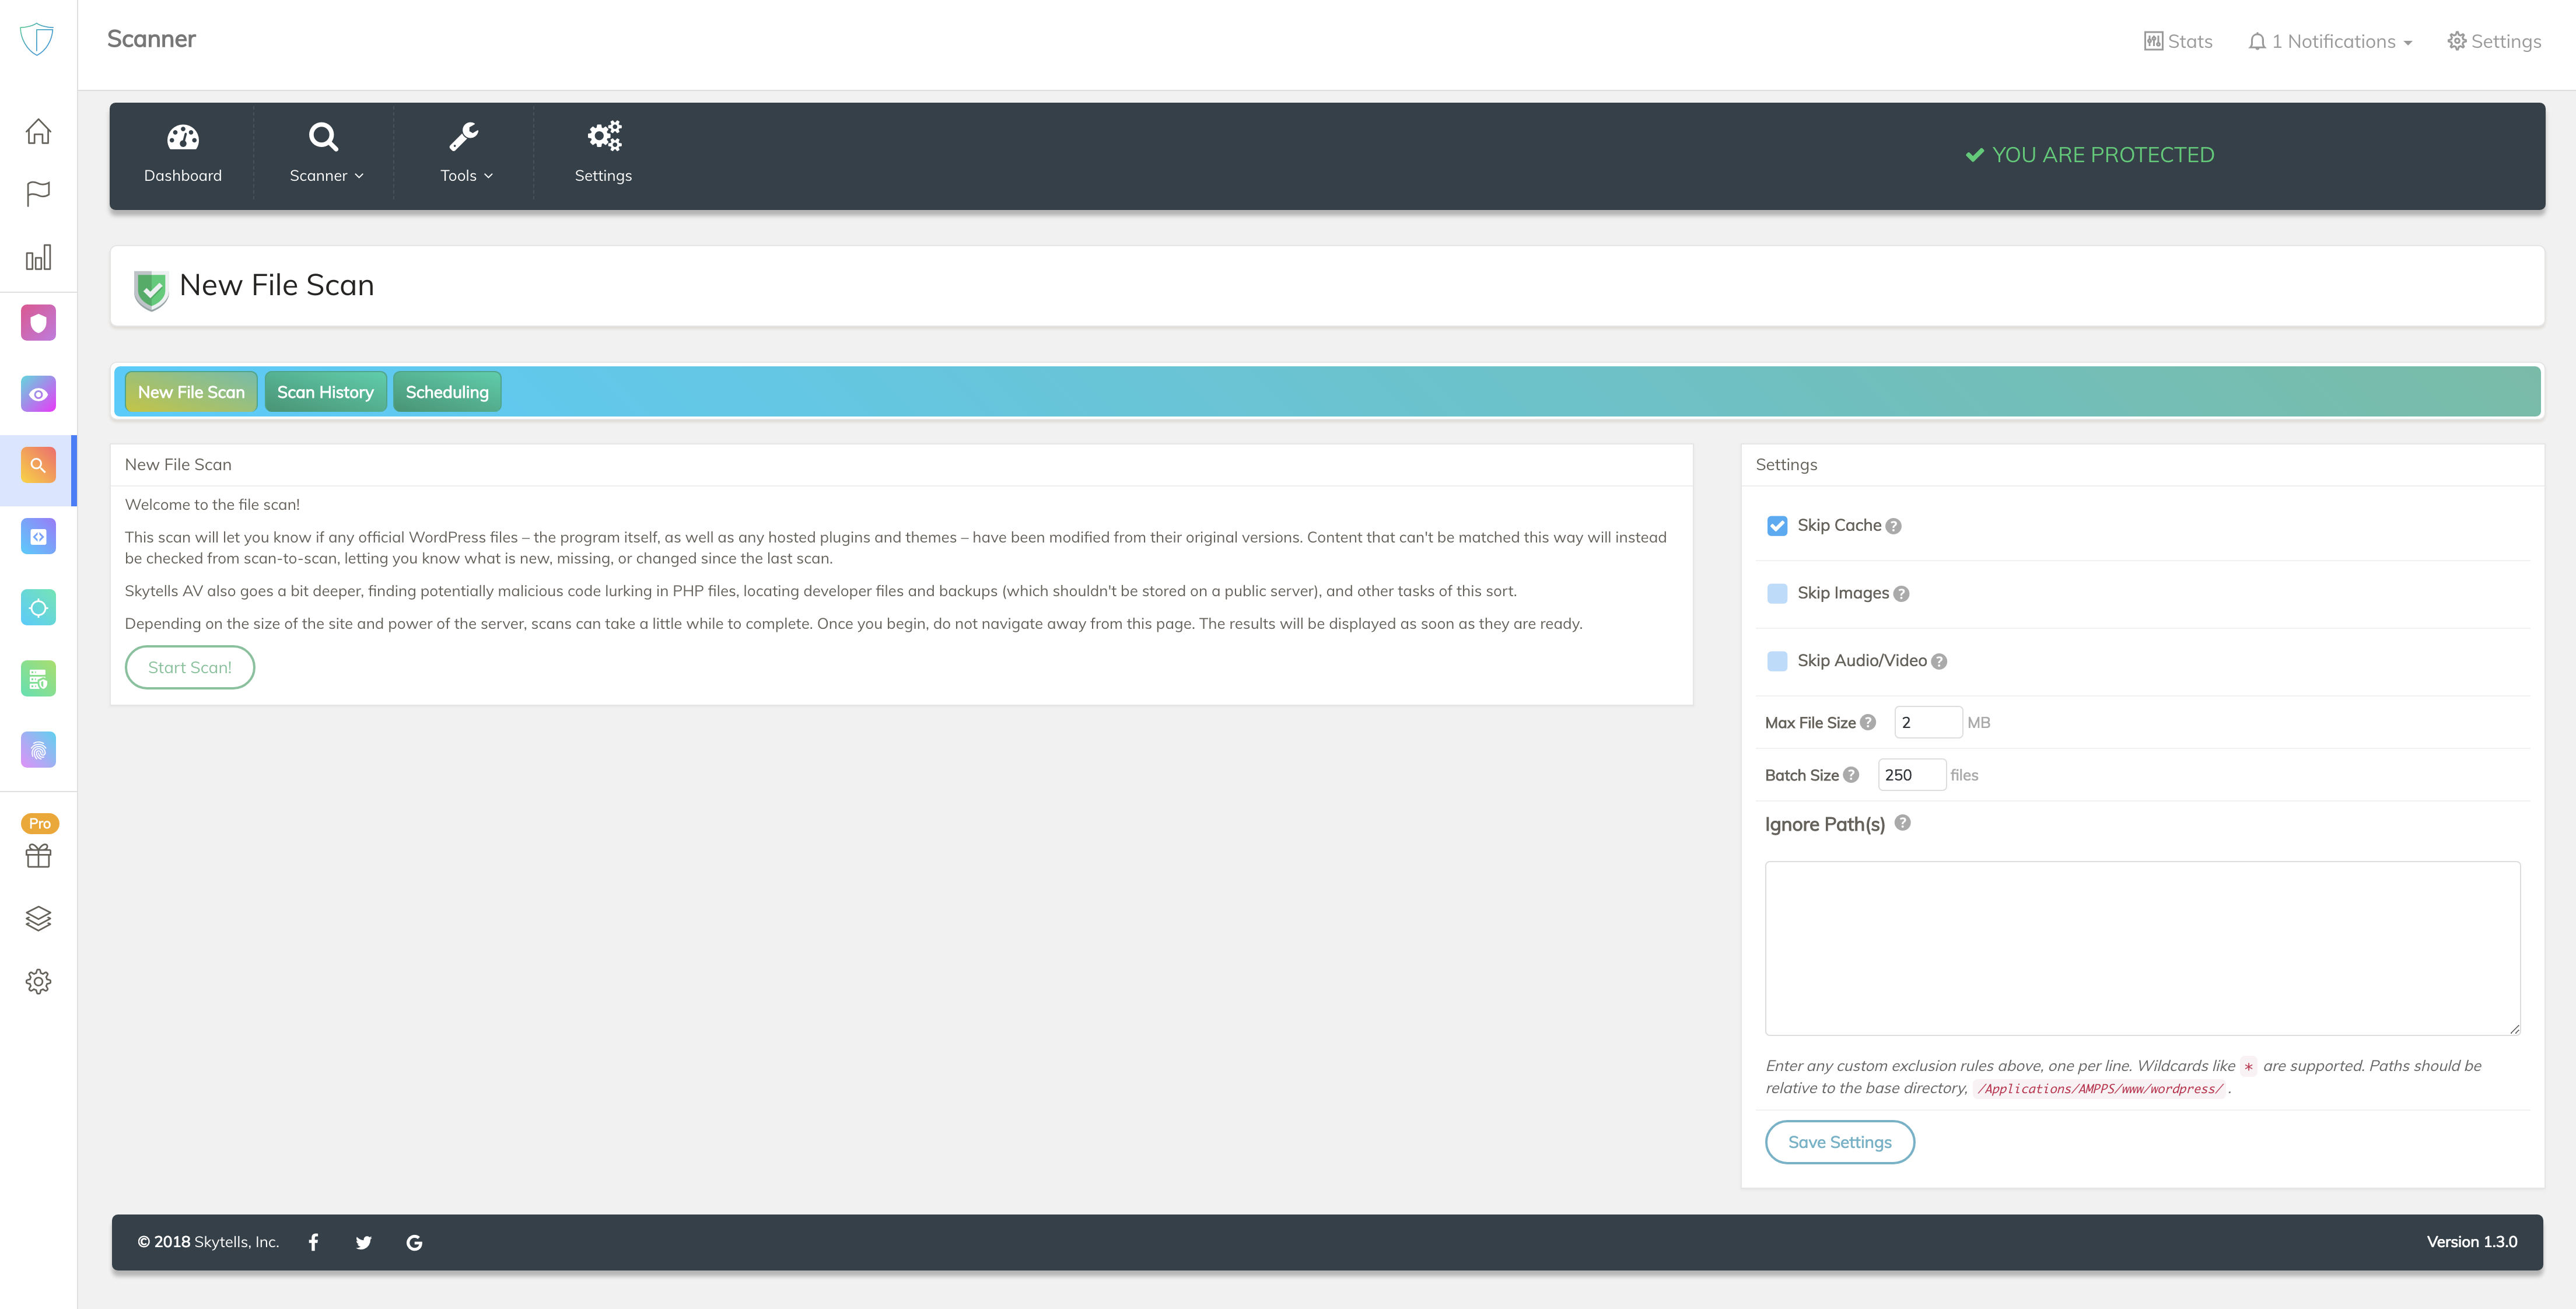 Scanner
Stats
1 Notifications
Settings
Dashboard
Scanner
Tools
Settings
YOU ARE PROTECTED
New File Scan
New File Scan
Scan History
Scheduling
New File Scan
Welcome to the file scan!
This scan will let you know if any official WordPress files – the program itself, as well as any hosted plugins and themes – have been modified from their original versions. Content that can't be matched this way will instead
be checked from scan-to-scan, letting you know what is new, missing, or changed since the last scan.
Skytells AV also goes a bit deeper, finding potentially malicious code lurking in PHP files, locating developer files and backups (which shouldn't be stored on a public server), and other tasks of this sort.
Depending on the size of the site and power of the server, scans can take a little while to complete. Once you begin, do not navigate away from this page. The results will be displayed as soon as they are ready.
Start Scan!
Settings
Skip Cache ?
Skip Images ?
Skip Audio/Video ?
Max File Size ? 2 MB
Batch Size ? 250 files
Ignore Path(s) ?
Enter any custom exclusion rules above, one per line. Wildcards like * are supported. Paths should be
relative to the base directory, /Applications/AMPPS/www/wordpress/ .
Save Settings
Pro
© 2018 Skytells, Inc.
Version 1.3.0